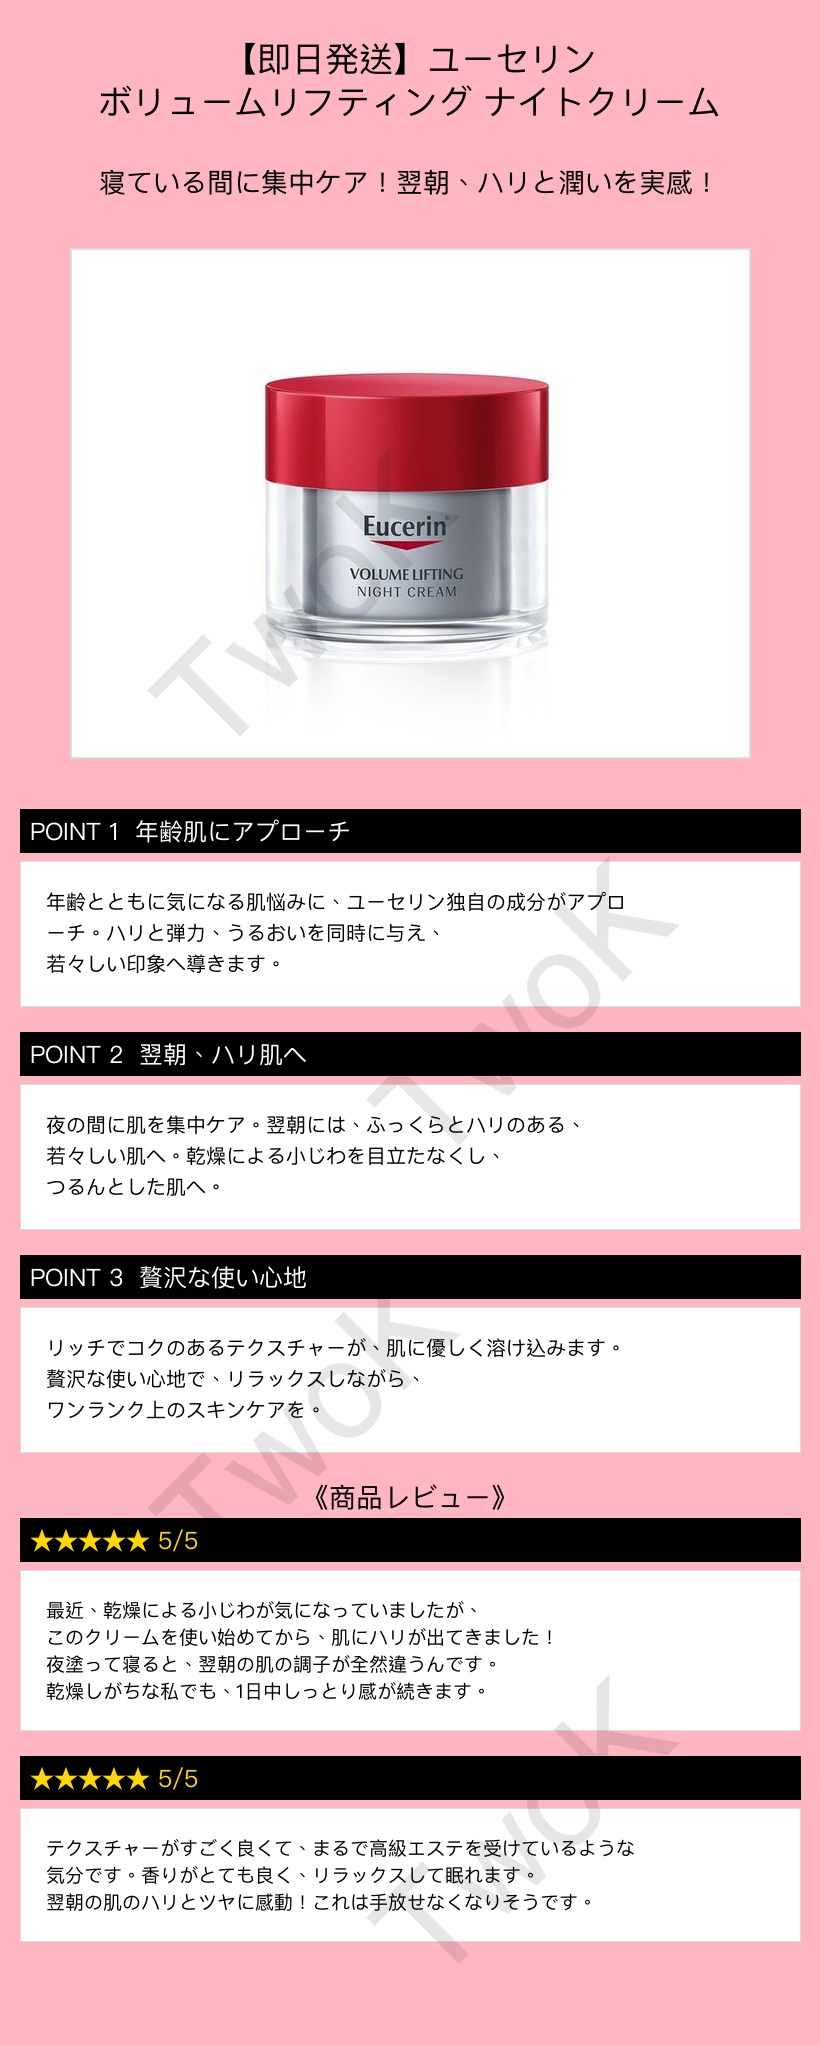 【即日発送】ユーセリン
ボリュームリフティング ナイトクリーム
寝ている間に集中ケア！翌朝、ハリと潤いを実感！
Eucerin
VOLUME LIFTING
NIGHT CREAM
TwoK
POINT 1 年齢肌にアプローチ
年齢とともに気になる肌悩みに、ユーセリン独自の成分がアプロ
ーチ。ハリと弾力、うるおいを同時に与え、
若々しい印象へ導きます。
TwoK
POINT 2 翌朝、ハリ肌へ
夜の間に肌を集中ケア。翌朝には、ふっくらとハリのある、
若々しい肌へ。乾燥による小じわを目立たなくし、
つるんとした肌へ。
POINT 3 贅沢な使い心地
リッチでコクのあるテクスチャーが、肌に優しく溶け込みます。
贅沢な使い心地で、リラックスしながら、
ワンランク上のスキンケアを。
TwoK
《商品レビュー》
★★★★★ 5/5
最近、乾燥による小じわが気になっていましたが、
このクリームを使い始めてから、肌にハリが出てきました！
夜塗って寝ると、翌朝の肌の調子が全然違うんです。
乾燥しがちな私でも、1日中しっとり感が続きます。
★★★★★ 5/5
テクスチャーがすごく良くて、まるで高級エステを受けているような
気分です。香りがとても良く、リラックスして眠れます。
翌朝の肌のハリとツヤに感動！これは手放せなくなりそうです。
TwoK